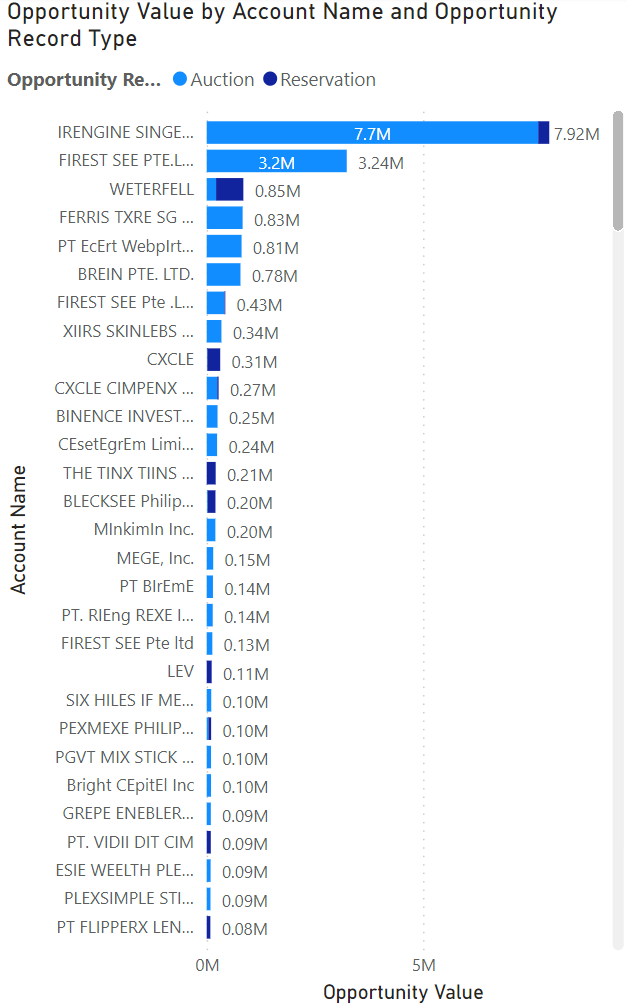 Opportunity Value by Account Name and Opportunity
Record Type
Opportunity Re... Auction Reservation
IRENGINE SINGE... 7.7M 7.92M
FIREST SEE PTE.L... 3.2M 3.24M
WETERFELL 0.85M
FERRIS TXRE SG ... 0.83M
PT EcErt WebpIrt... 0.81M
BREIN PTE. LTD. 0.78M
FIREST SEE Pte .L... 0.43M
XIIRS SKINLEBS ... 0.34M
CXCLE 0.31M
CXCLE CIMPENX ... 0.27M
BINENCE INVEST... 0.25M
CEsetEgrEm Limi... 0.24M
THE TINX TIINS ... 0.21M
BLECKSEE Philip... 0.20M
MInkimIn Inc. 0.20M
MEGE, Inc. 0.15M
PT BIrEmE 0.14M
PT. RIEng REXE I... 0.14M
FIREST SEE Pte ltd 0.13M
LEV 0.11M
SIX HILES IF ME... 0.10M
PEXMEXE PHILIP... 0.10M
PGVT MIX STICK ... 0.10M
Bright CEpitEl Inc 0.10M
GREPE ENEBLER... 0.09M
PT. VIDII DIT CIM 0.09M
ESIE WEELTH PLE... 0.09M
PLEXSIMPLE STI... 0.09M
PT FLIPPERX LEN... 0.08M
Account Name
0M 5M
Opportunity Value